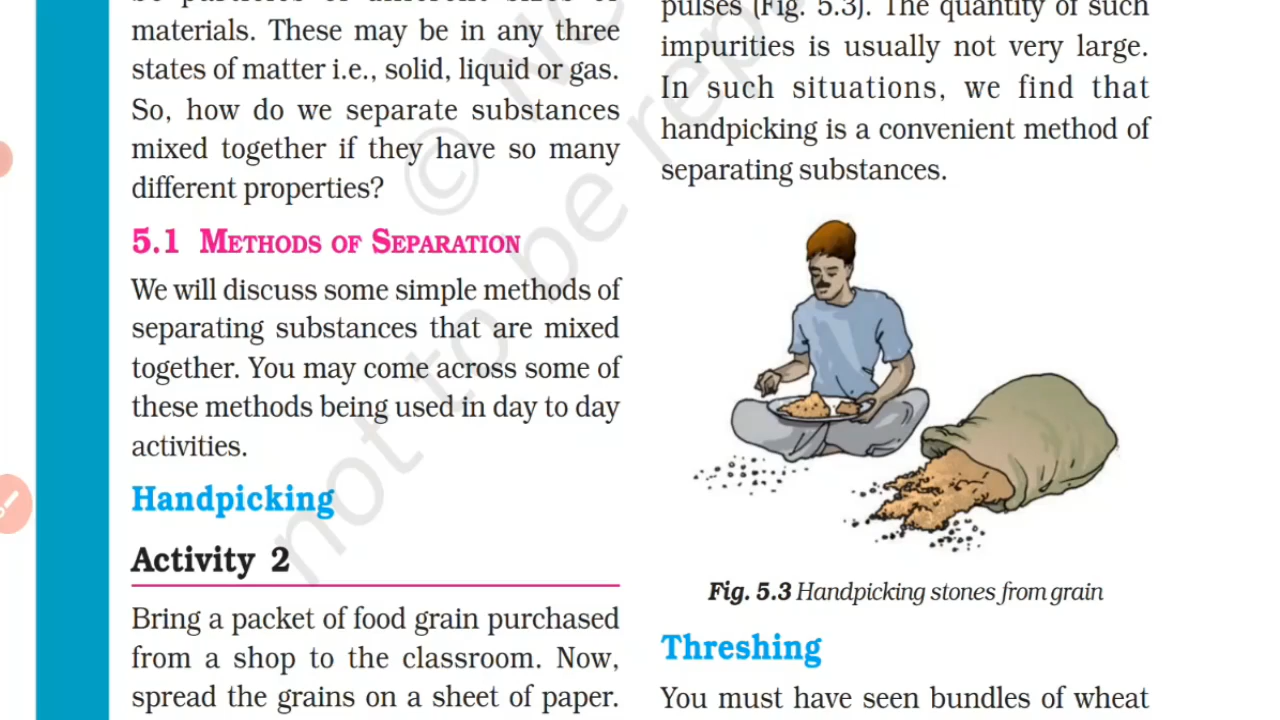 materials. These may be in any three
states of matter i.e., solid, liquid or gas.
So, how do we separate substances
mixed together if they have so many
different properties?
5.1 METHODS OF SEPARATION
We will discuss some simple methods of
separating substances that are mixed
together. You may come across some of
these methods being used in day to day
activities.
Handpicking
Activity 2
Bring a packet of food grain purchased
from a shop to the classroom. Now,
spread the grains on a sheet of paper.
pulses (Fig. 5.3). The quantity of such
impurities is usually not very large.
In such situations, we find that
handpicking is a convenient method of
separating substances.
Fig. 5.3 Handpicking stones from grain
Threshing
You must have seen bundles of wheat
©
not to be